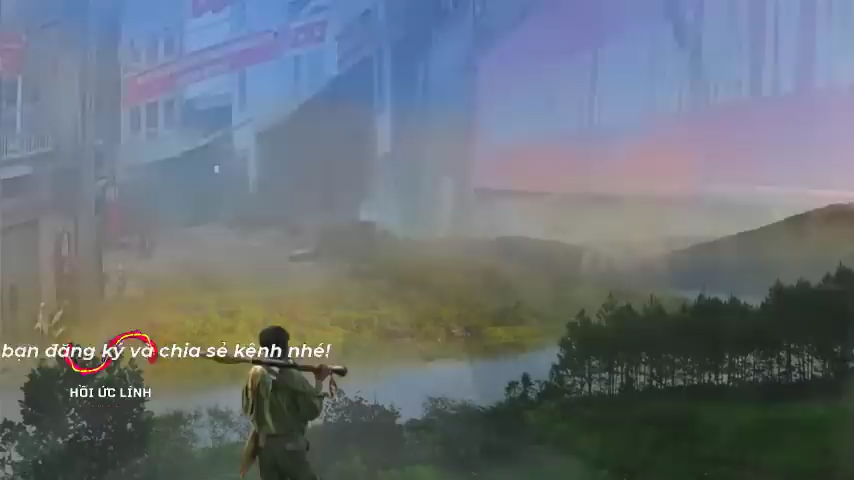 bạn đăng ký và chia sẻ kênh nhé!
HỒI ỨC LÍNH